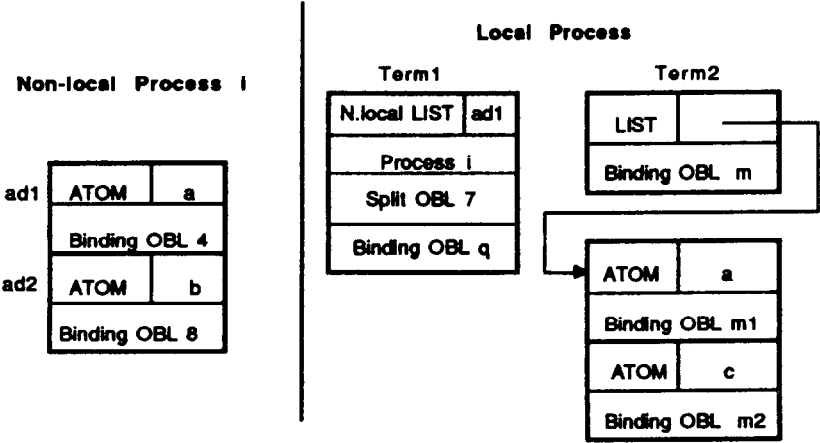 Local Process
Non-local Process i
Term1
Term2
N.local LIST ad1
Process i
Split OBL 7
Binding OBL q
LIST
Binding OBL m
ad1 ATOM a
Binding OBL 4
ad2 ATOM b
Binding OBL 8
ATOM a
Binding OBL m1
ATOM c
Binding OBL m2